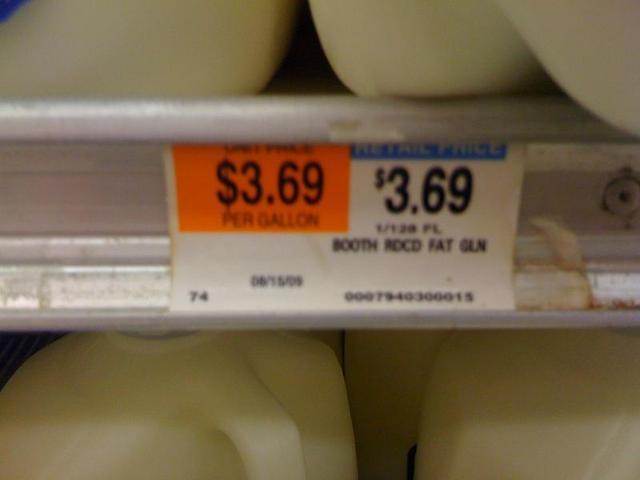 UNIT PRICE
$3.69
PER GALLON
RETAIL PRICE
$3.69
1/128 FL
BOOTH RDCD FAT GLN
08/15/09
74
0007940300015